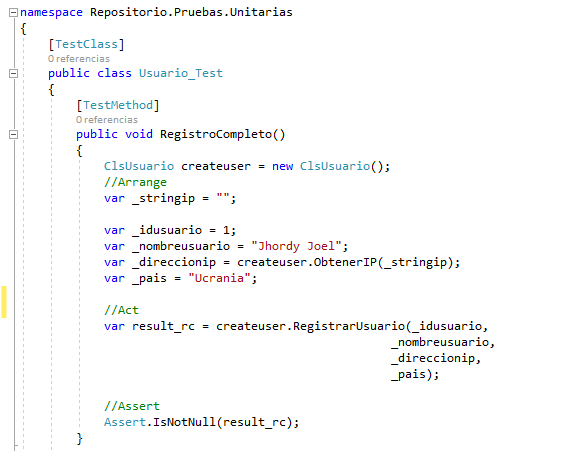 namespace Repositorio.Pruebas.Unitarias
{
[TestClass]
0 referencias
public class Usuario_Test
{
[TestMethod]
0 referencias
public void RegistroCompleto()
{
ClsUsuario createuser = new ClsUsuario();
//Arrange
var _stringip = "";
var _idusuario = 1;
var _nombreusuario = "Jhordy Joel";
var _direccionip = createuser.ObtenerIP(_stringip);
var _pais = "Ucrania";
//Act
var result_rc = createuser.RegistrarUsuario(_idusuario,
_nombreusuario,
_direccionip,
_pais);
//Assert
Assert.IsNotNull(result_rc);
}